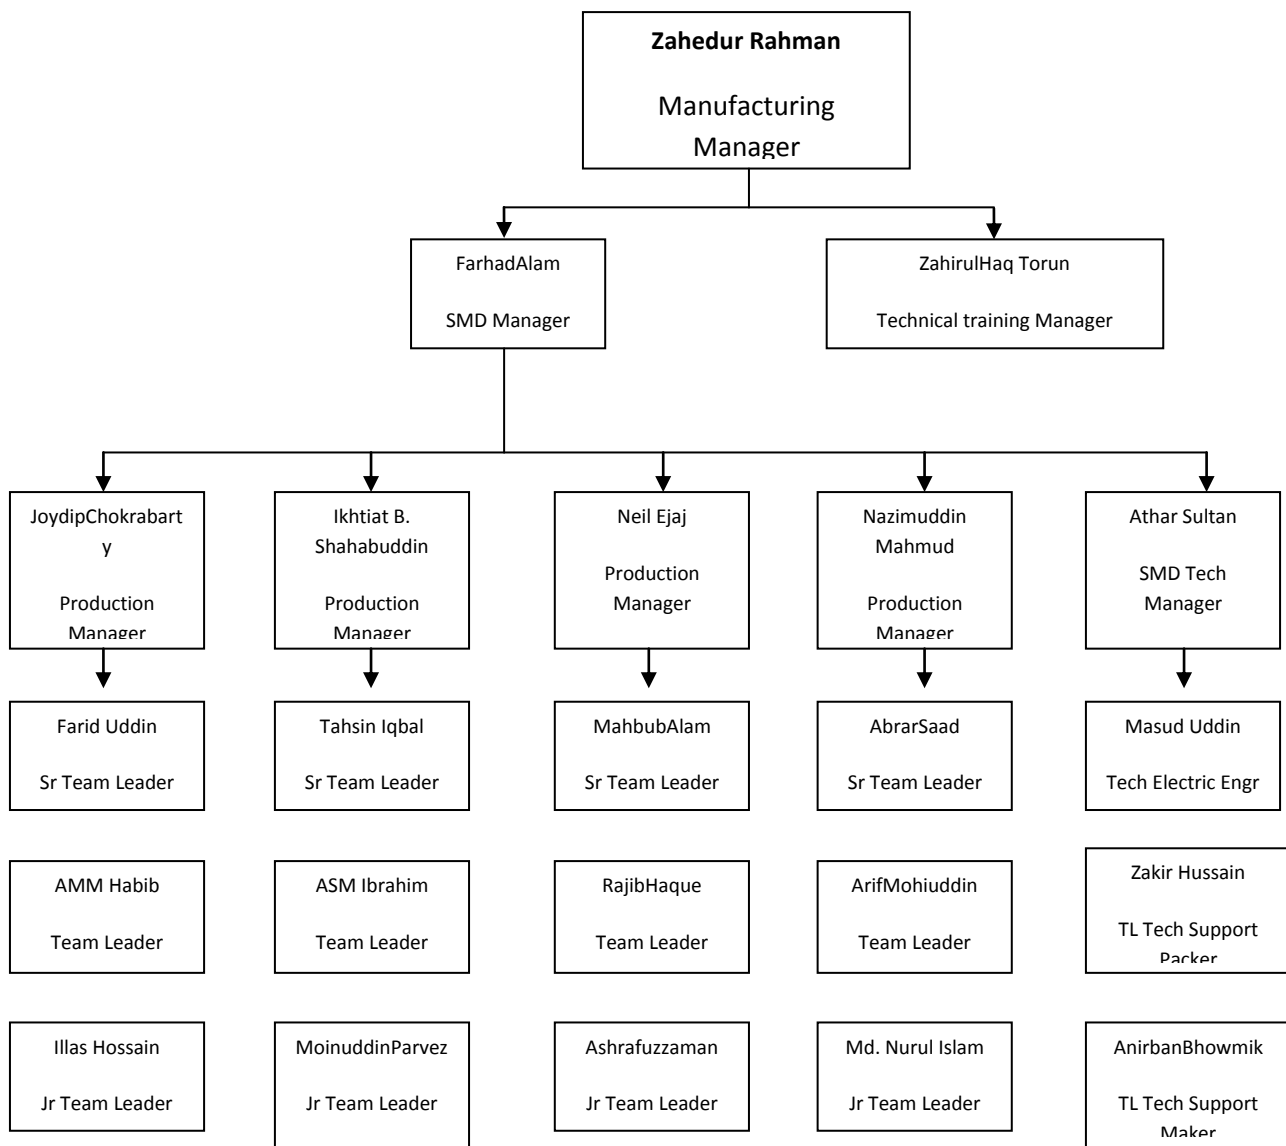 Zahedur Rahman
Manufacturing
Manager
FarhadAlam
SMD Manager
ZahirulHaq Torun
Technical training Manager
JoydipChokrabart
y
Production
Manager
Ikhtiat B.
Shahabuddin
Production
Manager
Neil Ejaj
Production
Manager
Nazimuddin
Mahmud
Production
Manager
Athar Sultan
SMD Tech
Manager
Farid Uddin
Sr Team Leader
Tahsin Iqbal
Sr Team Leader
MahbubAlam
Sr Team Leader
AbrarSaad
Sr Team Leader
Masud Uddin
Tech Electric Engr
AMM Habib
Team Leader
ASM Ibrahim
Team Leader
RajibHaque
Team Leader
ArifMohiuddin
Team Leader
Zakir Hussain
TL Tech Support
Packer
Illas Hossain
Jr Team Leader
MoinuddinParvez
Jr Team Leader
Ashrafuzzaman
Jr Team Leader
Md. Nurul Islam
Jr Team Leader
AnirbanBhowmik
TL Tech Support
Maker